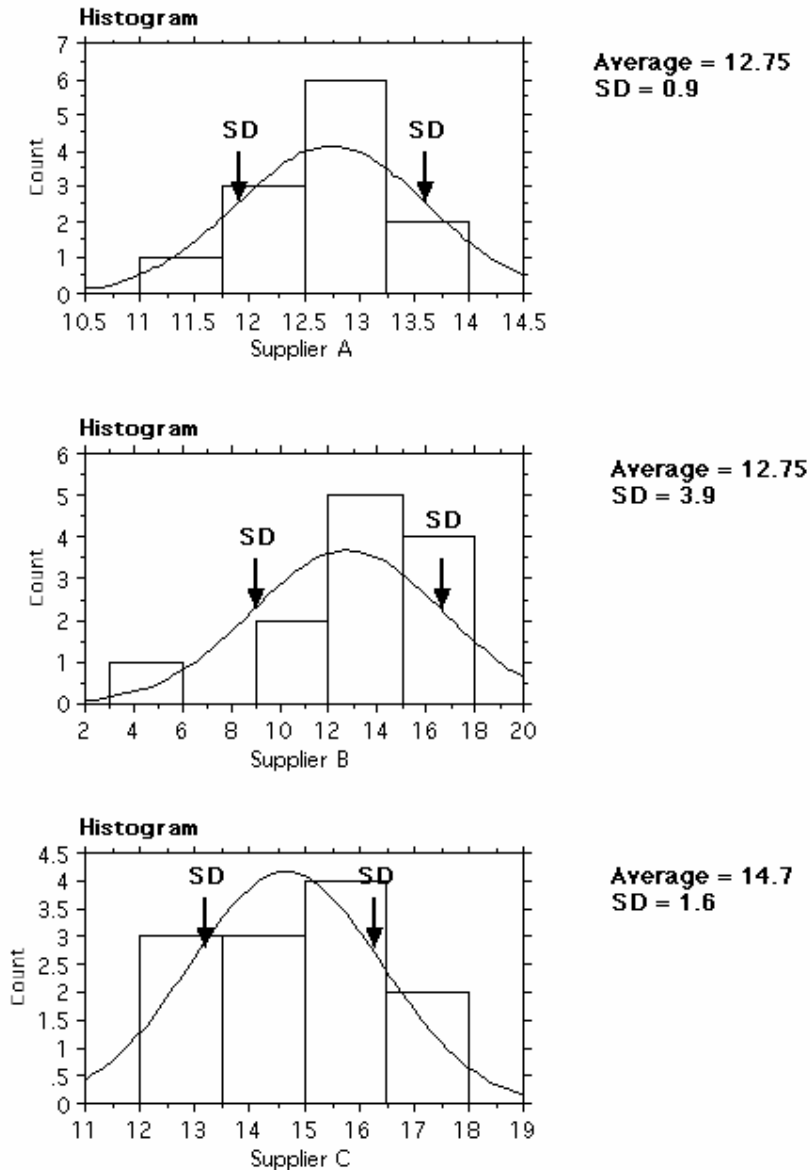 Histogram
Average = 12.75
SD = 0.9
7
6
5
4
3
2
1
0
Count
SD SD
10.5 11 11.5 12 12.5 13 13.5 14 14.5
Supplier A
Histogram
Average = 12.75
SD = 3.9
6
5
4
3
2
1
0
Count
SD SD
2 4 6 8 10 12 14 16 18 20
Supplier B
Histogram
Average = 14.7
SD = 1.6
4.5
4
3.5
3
2.5
2
1.5
1
.5
0
Count
SD SD
11 12 13 14 15 16 17 18 19
Supplier C